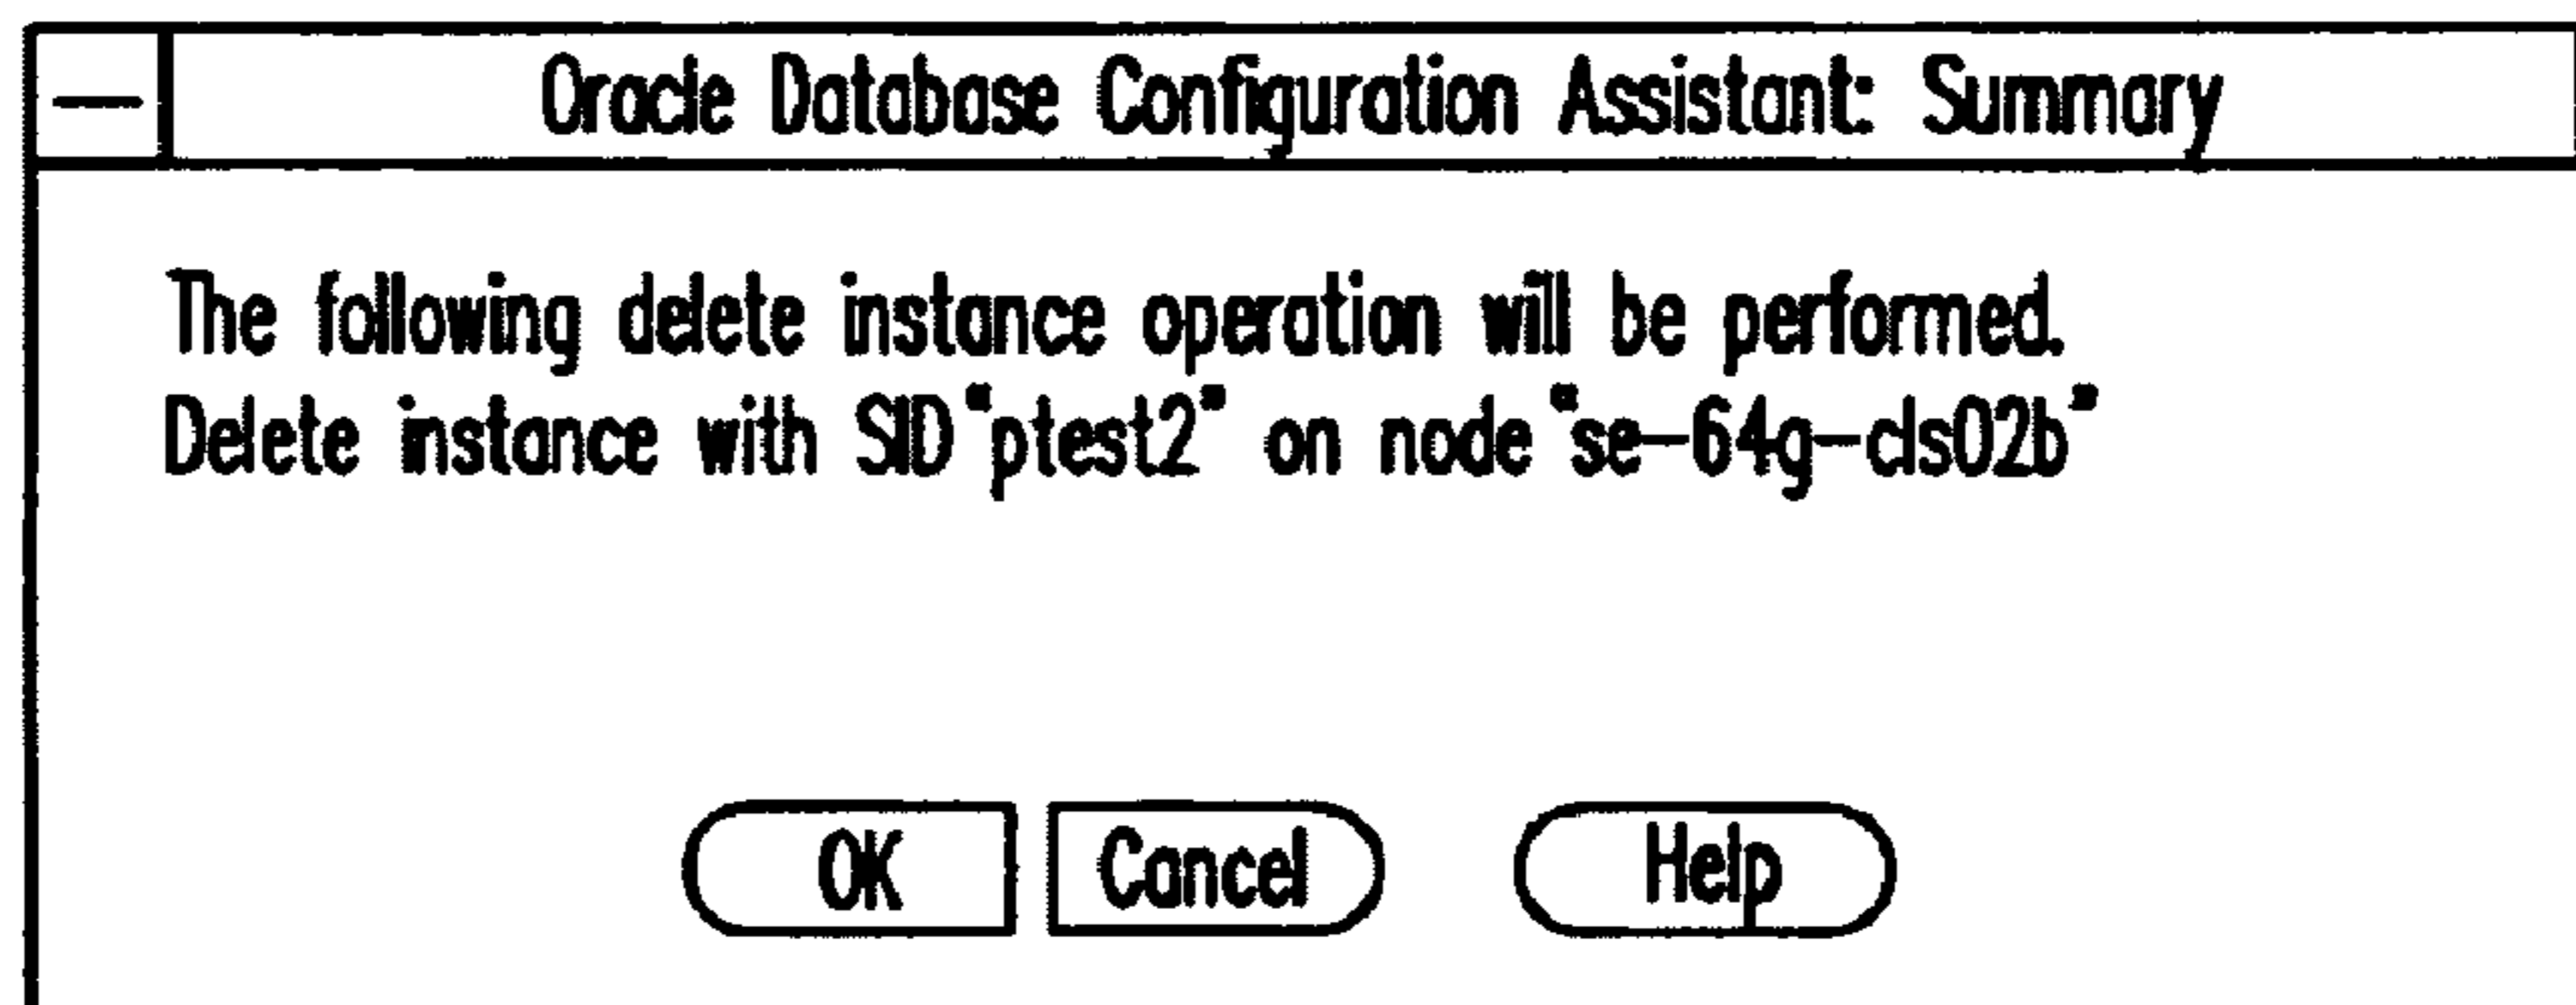 Oracle Database Configuration Assistant: Summary
The following delete instance operation will be performed.
Delete instance with SID “ptest2” on node “se-64g-cls02b”
OK Cancel Help